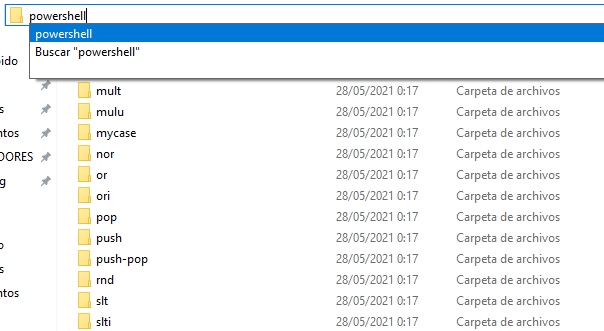 powershell
powershell
Buscar "powershell"
pido
mult 28/05/2021 0:17 Carpeta de archivos
s mulu 28/05/2021 0:17 Carpeta de archivos
ntos mycase 28/05/2021 0:17 Carpeta de archivos
DORES nor 28/05/2021 0:17 Carpeta de archivos
g or 28/05/2021 0:17 Carpeta de archivos
ori 28/05/2021 0:17 Carpeta de archivos
pop 28/05/2021 0:17 Carpeta de archivos
o push 28/05/2021 0:17 Carpeta de archivos
s push-pop 28/05/2021 0:17 Carpeta de archivos
ntos rnd 28/05/2021 0:17 Carpeta de archivos
slt 28/05/2021 0:17 Carpeta de archivos
slti 28/05/2021 0:17 Carpeta de archivos